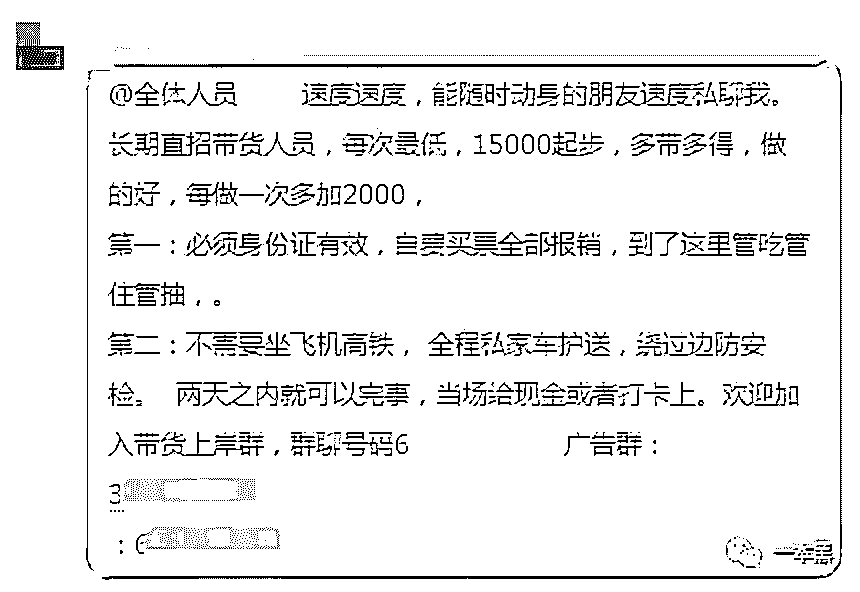 @全体人员 速度速度，能随时动身的朋友速度私聊我。
长期直招带货人员，每次最低，15000起步，多带多得，做
的好，每做一次多加2000，
第一：必须身份证有效，自费买票全部报销，到了这里管吃管
住管抽，。
第二：不需要坐飞机高铁， 全程私家车护送，绕过边防安
检。 两天之内就可以完事，当场给现金或者打卡上。欢迎加
入带货上岸群，群聊号码6 广告群：
3
：6